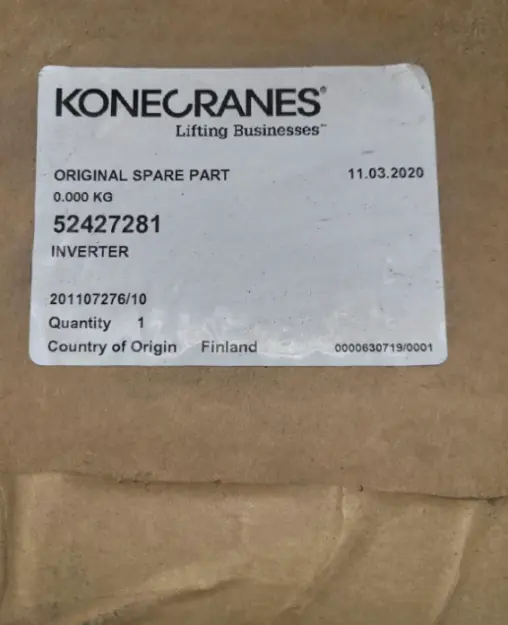 KONECRANES®
Lifting Businesses™
ORIGINAL SPARE PART 11.03.2020
0.000 KG
52427281
INVERTER
201107276/10
Quantity 1
Country of Origin Finland 0000630719/0001